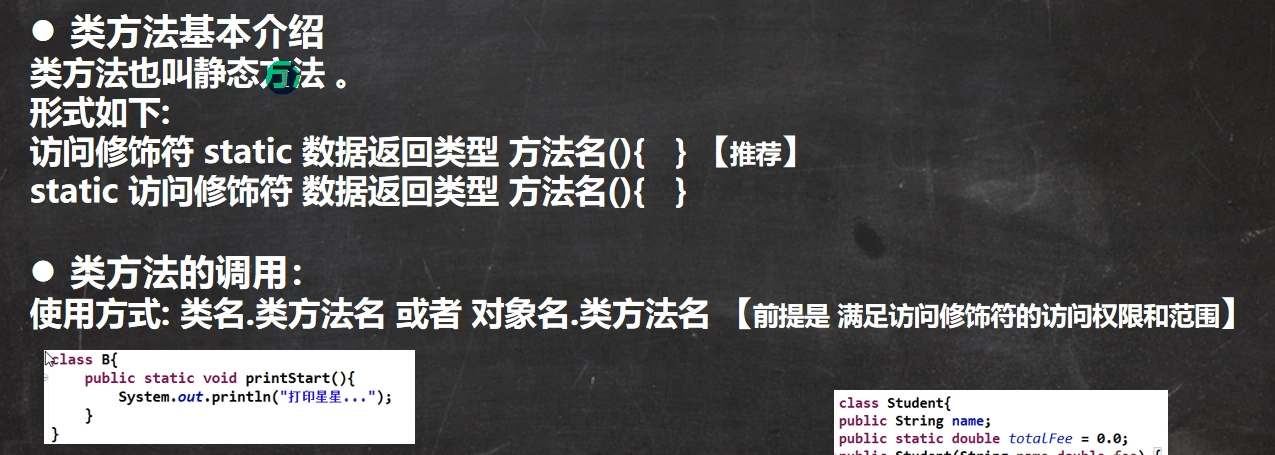 ● 类方法基本介绍
类方法也叫静态方法 。
形式如下:
访问修饰符 static 数据返回类型 方法名(){ } 【推荐】
static 访问修饰符 数据返回类型 方法名(){ }
● 类方法的调用:
使用方式: 类名.类方法名 或者 对象名.类方法名 【前提是 满足访问修饰符的访问权限和范围】
class B{
public static void printStart(){
System.out.println("打印星星...");
}
}
class Student{
public String name;
public static double totalFee = 0.0;
public Student(String name,double fee) {